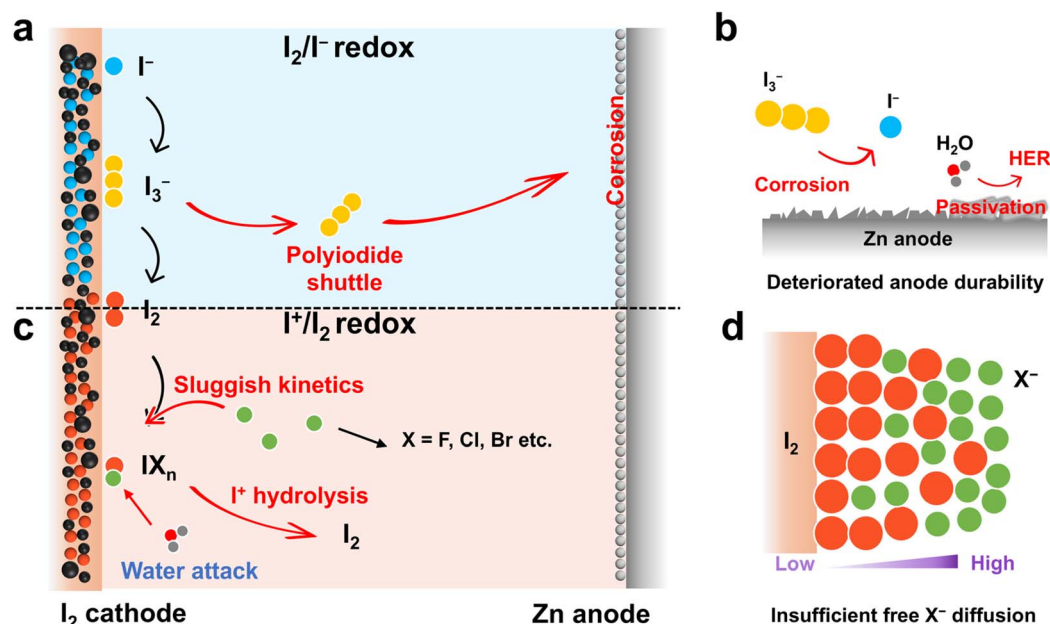 a
I₂/I⁻ redox
I⁻
I₃⁻
Polyiodide
shuttle
Corrosion
I₂
b
I₃⁻
I⁻
H₂O
HER
Corrosion
Passivation
Zn anode
Deteriorated anode durability
c
I⁺/I₂ redox
Sluggish kinetics
X = F, Cl, Br etc.
IXₙ
I⁺ hydrolysis
I₂
Water attack
I₂ cathode
Zn anode
d
X⁻
I₂
Low
High
Insufficient free X⁻ diffusion